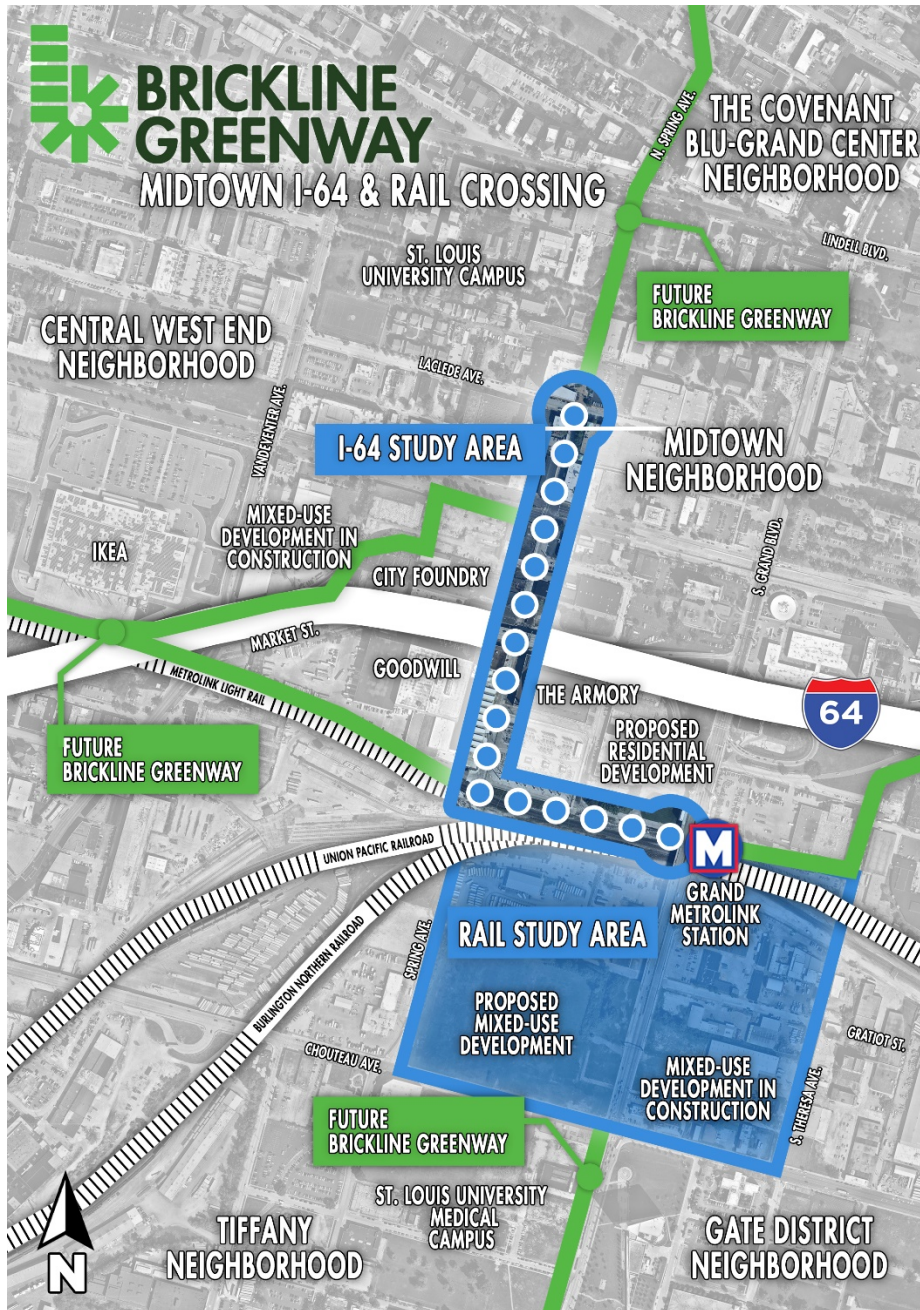 BRICKLINE
GREENWAY
MIDTOWN I-64 & RAIL CROSSING
N. SPRING AVE.
THE COVENANT
BLU-GRAND CENTER
NEIGHBORHOOD
LINDELL BLVD.
ST. LOUIS
UNIVERSITY CAMPUS
FUTURE
BRICKLINE GREENWAY
CENTRAL WEST END
NEIGHBORHOOD
LACLEDE AVE.
VANDEVENTER AVE.
I-64 STUDY AREA
MIDTOWN
NEIGHBORHOOD
MIXED-USE
DEVELOPMENT IN
CONSTRUCTION
IKEA
CITY FOUNDRY
S. GRAND BLVD.
MARKET ST.
GOODWILL
METROLINK LIGHT RAIL
THE ARMORY
64
PROPOSED
RESIDENTIAL
DEVELOPMENT
FUTURE
BRICKLINE GREENWAY
UNION PACIFIC RAILROAD
M
GRAND
METROLINK
STATION
RAIL STUDY AREA
SPRING AVE.
BURLINGTON NORTHERN RAILROAD
PROPOSED
MIXED-USE
DEVELOPMENT
GRATIOT ST.
CHOUTEAU AVE.
MIXED-USE
DEVELOPMENT IN
CONSTRUCTION
S. THERESA AVE.
FUTURE
BRICKLINE GREENWAY
ST. LOUIS UNIVERSITY
MEDICAL
CAMPUS
TIFFANY
NEIGHBORHOOD
GATE DISTRICT
NEIGHBORHOOD
N